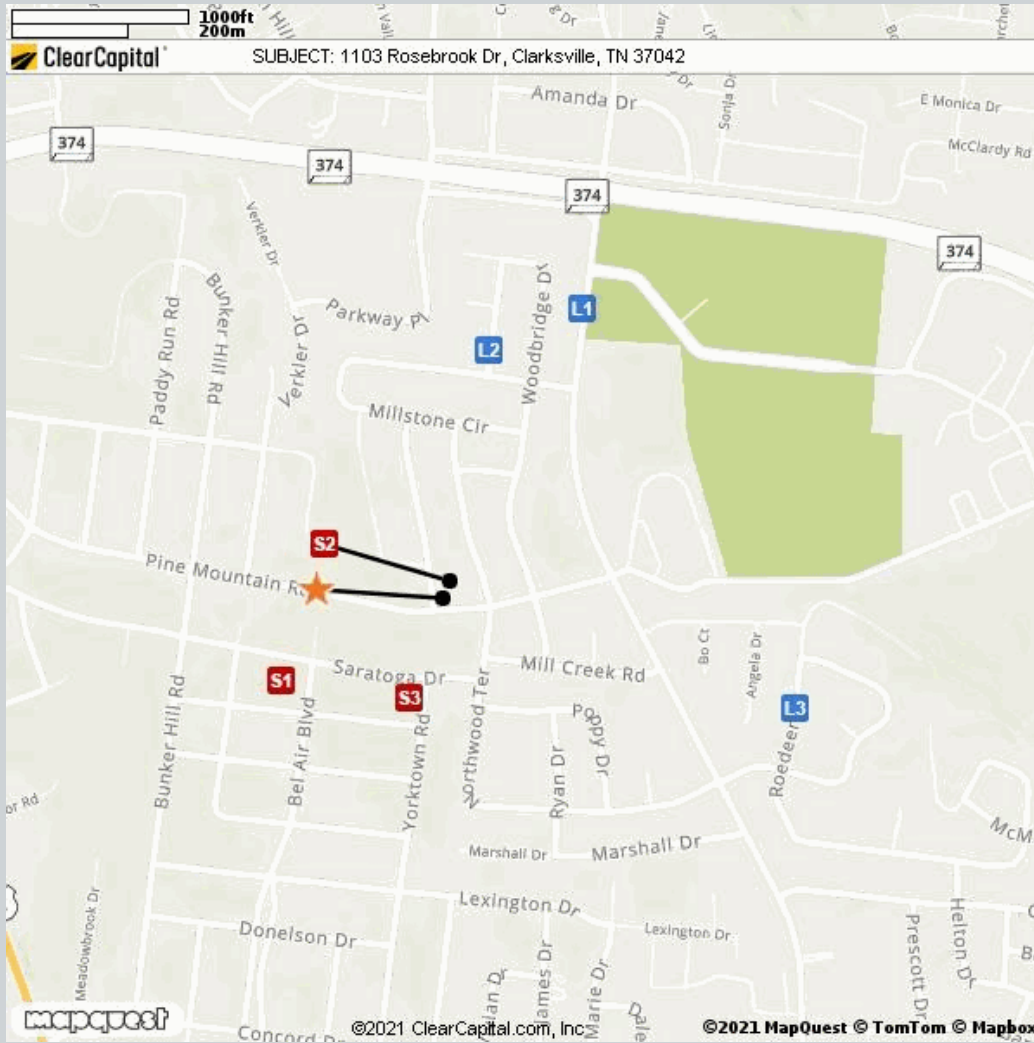 1000ft
200m
ClearCapital
SUBJECT: 1103 Rosebrook Dr, Clarksville, TN 37042
Amanda Dr
Sonja Dr
E Monica Dr
McClardy Rd
374
374
374
374
Verkler Dr
Bunker Hill Rd
Paddy Run Rd
Parkway Pl
Verkler Dr
Woodbridge Dr
L1
L2
Millstone Cir
S2
Pine Mountain Rd
S1
Saratoga Dr
S3
Mill Creek Rd
Bo Ct
Angela Dr
L3
Roedeer
Bunker Hill Rd
Bel Air Blvd
Yorktown Rd
Northwood Ter
Poppy Dr
Ryan Dr
or Rd
Marshall Dr
Marshall Dr
McM
Lexington Dr
Lexington Dr
Donelson Dr
Meadowbrook Dr
James Dr
Marie Dr
Prescott Dr
Helton Dr
Concord Dr
mapquest
©2021 ClearCapital.com, Inc
©2021 MapQuest © TomTom © Mapbox